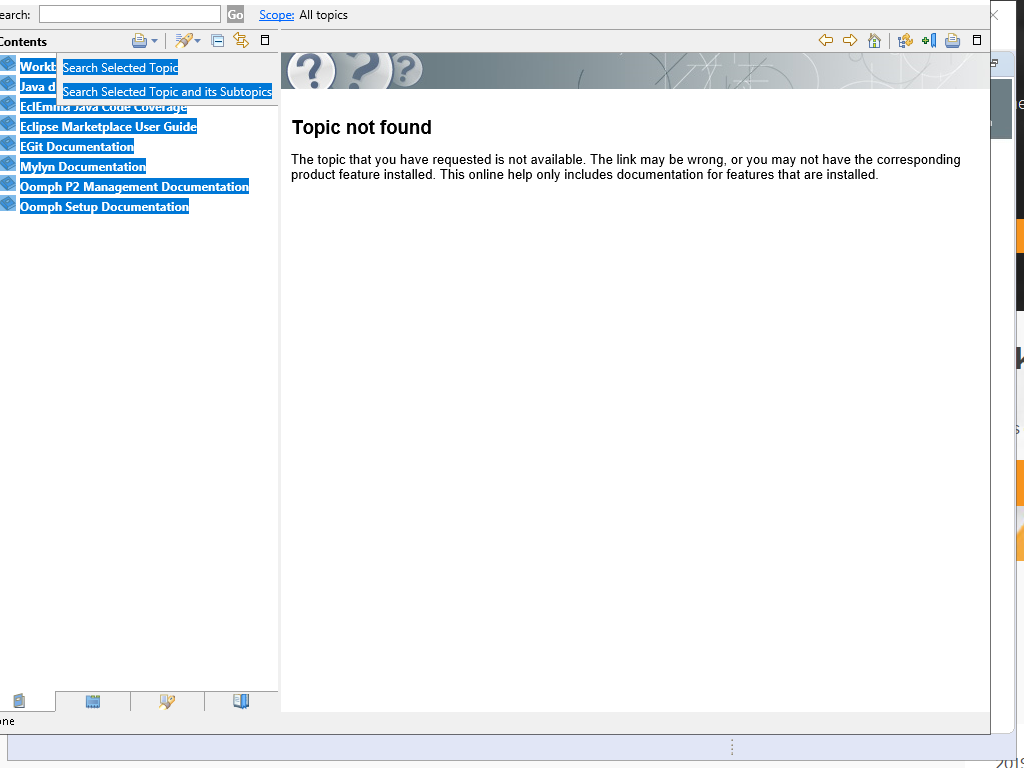 earch:
Go
Scope: All topics
Contents
Workb
Search Selected Topic
Java d
Search Selected Topic and its Subtopics
EclEmma Java Code Coverage
Eclipse Marketplace User Guide
EGit Documentation
Mylyn Documentation
Oomph P2 Management Documentation
Oomph Setup Documentation
? ? ?
Topic not found
The topic that you have requested is not available. The link may be wrong, or you may not have the corresponding
product feature installed. This online help only includes documentation for features that are installed.
one
2019